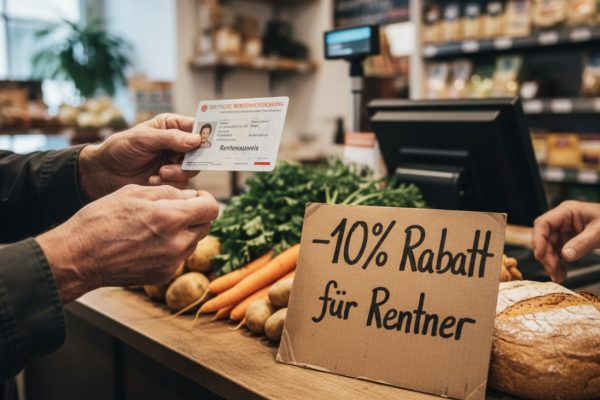 DEUTSCHE RENTENVERSICHERUNG
Rentenausweis
-10% Rabatt
für Rentner